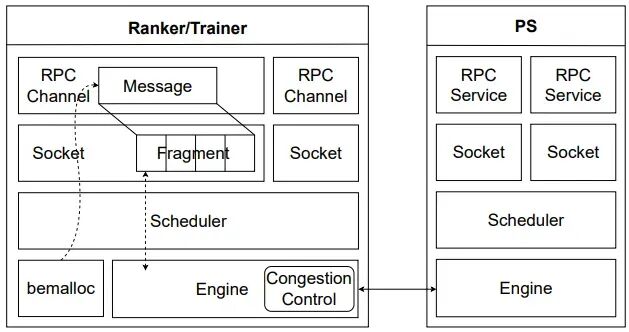 Ranker/Trainer
RPC
Channel
Message
RPC
Channel
Socket
Fragment
Socket
Scheduler
bemalloc
Engine
Congestion
Control
PS
RPC
Service
RPC
Service
Socket
Socket
Scheduler
Engine